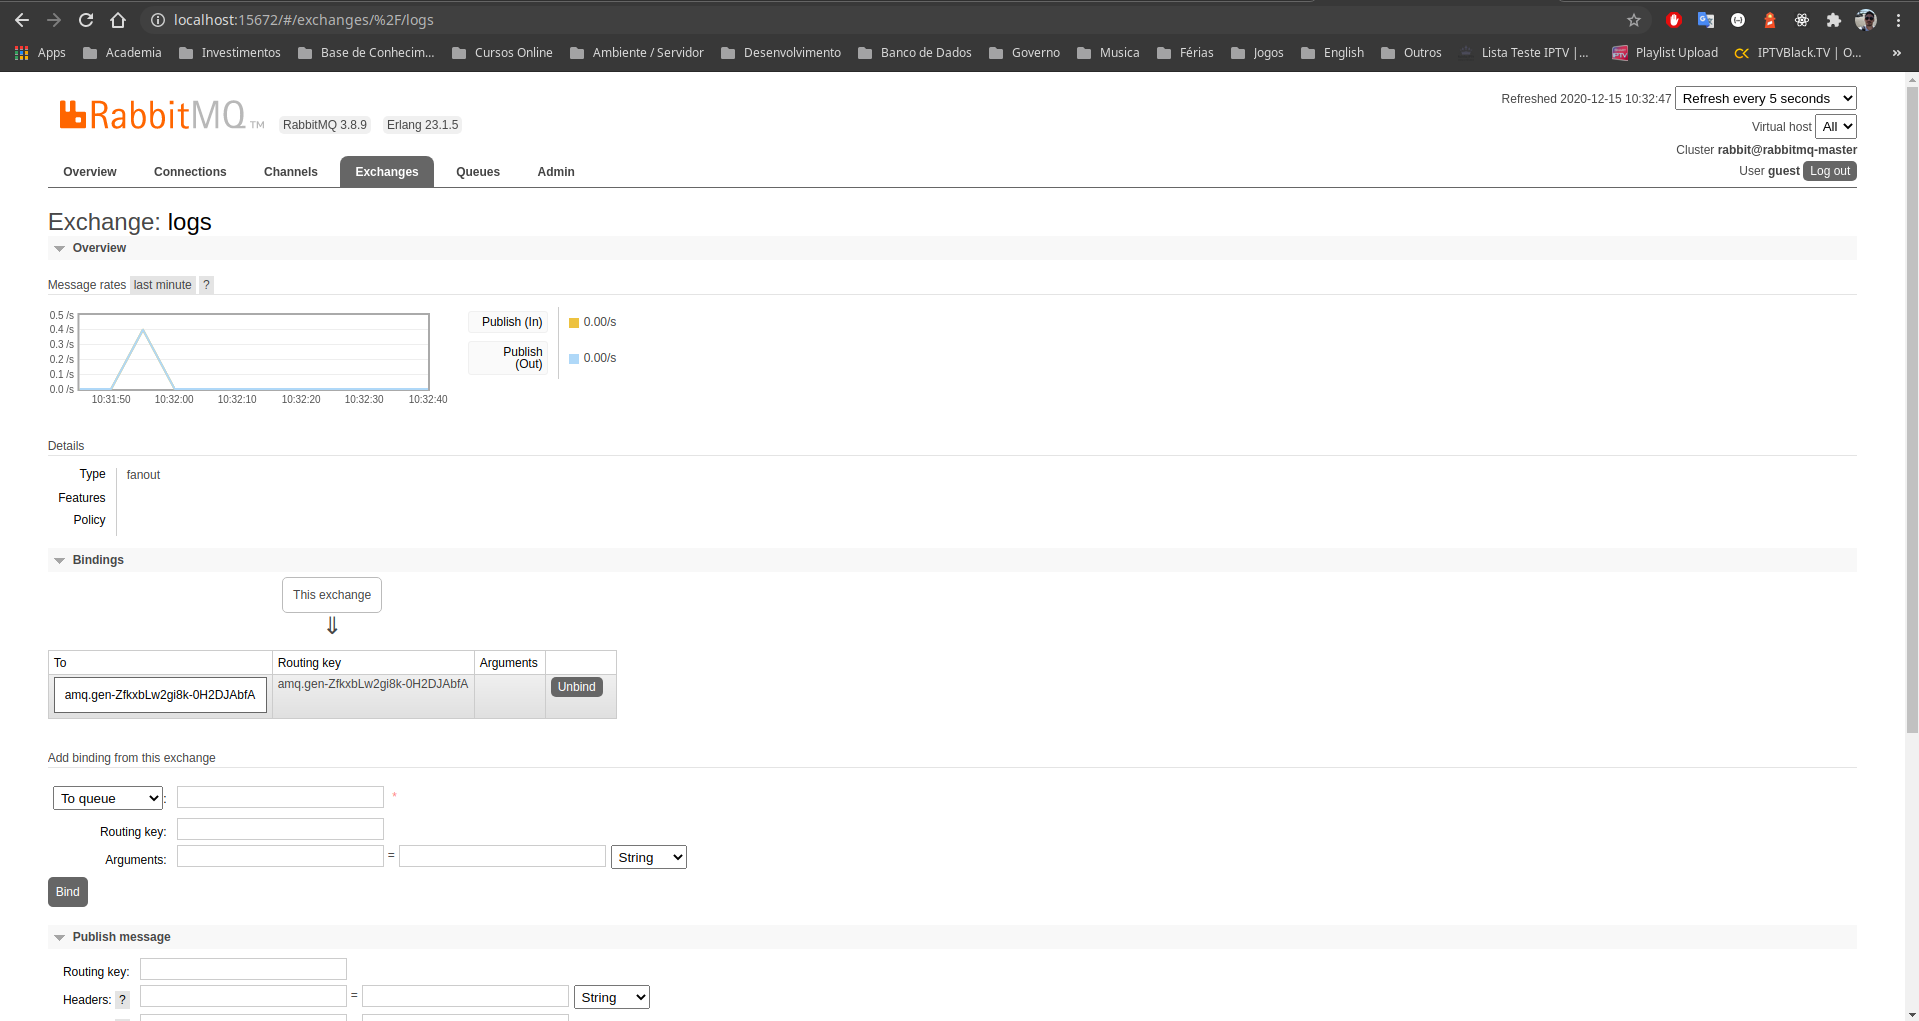 localhost:15672/#/exchanges/%2F/logs
Apps Academia Investimentos Base de Conhecim... Cursos Online Ambiente / Servidor Desenvolvimento Banco de Dados Governo Musica Férias Jogos English Outros Lista Teste IPTV |... Playlist Upload IPTVBlack.TV | O... »
RabbitMQ TM RabbitMQ 3.8.9 Erlang 23.1.5
Refreshed 2020-12-15 10:32:47 Refresh every 5 seconds
Virtual host All
Cluster rabbit@rabbitmq-master
User guest Log out
Overview Connections Channels Exchanges Queues Admin
Exchange: logs
Overview
Message rates last minute ?
0.5 /s
0.4 /s
0.3 /s
0.2 /s
0.1 /s
0.0 /s
10:31:50 10:32:00 10:32:10 10:32:20 10:32:30 10:32:40
Publish (In) 0.00/s
Publish
(Out) 0.00/s
Details
Type fanout
Features
Policy
Bindings
This exchange
⇓
To Routing key Arguments
amq.gen-ZfkxbLw2gi8k-0H2DJAbfA amq.gen-ZfkxbLw2gi8k-0H2DJAbfA Unbind
Add binding from this exchange
To queue : *
Routing key:
Arguments: = String
Bind
Publish message
Routing key:
Headers: ? = String